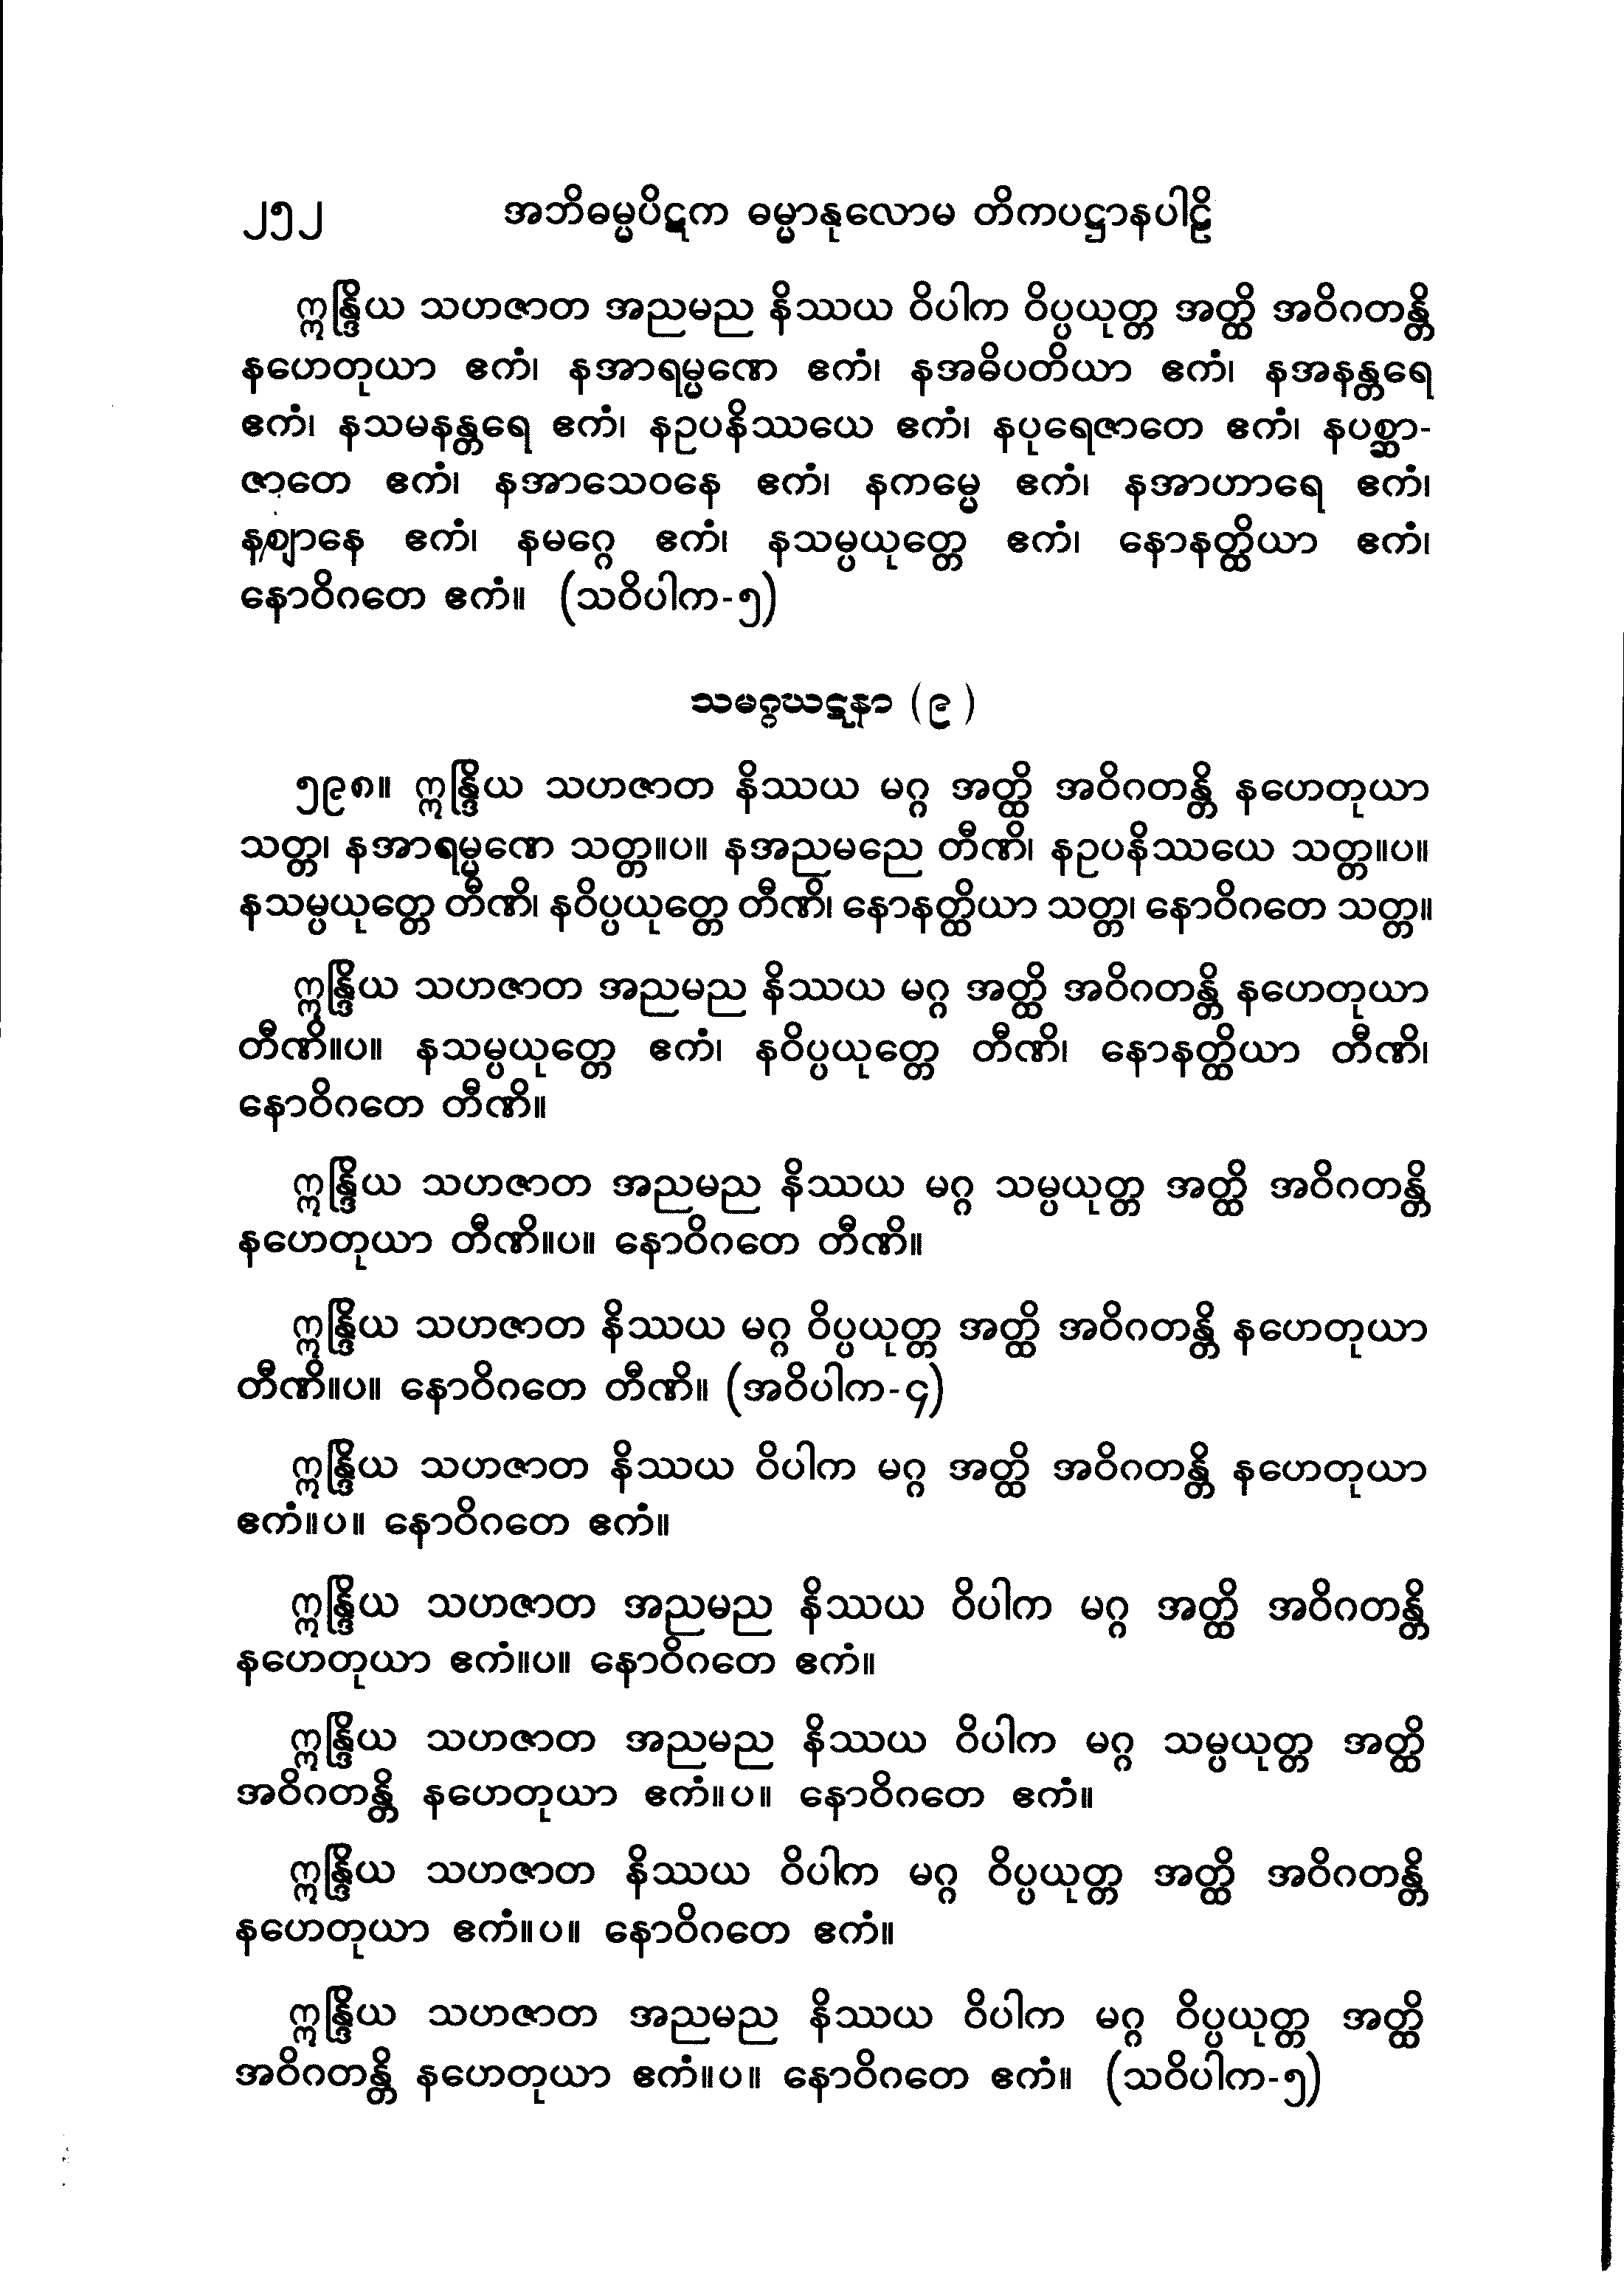 ၂၅၂ အဘိဓမ္မပိဋက ဓမ္မာနုလောမ တိကပဋ္ဌာနပါဠိ
ဣန္ဒြိယ သဟဇာတ အညမည နိဿယ ဝိပါက ဝိပ္ပယုတ္တ အတ္ထိ အဝိဂတန္တိ
နဟေတုယာ ဧကံ၊ နအာရမ္မဏေ ဧကံ၊ နအဓိပတိယာ ဧကံ၊ နအနန္တရေ
ဧကံ၊ နသမနန္တရေ ဧကံ၊ နဥပနိဿယေ ဧကံ၊ နပုရေဇာတေ ဧကံ၊ နပစ္ဆာ-
ဇာတေ ဧကံ၊ နအာသေဝနေ ဧကံ၊ နကမ္မေ ဧကံ၊ နအာဟာရေ ဧကံ၊
နဈာနေ ဧကံ၊ နမဂ္ဂေ ဧကံ၊ နသမ္ပယုတ္တေ ဧကံ၊ နောနတ္ထိယာ ဧကံ၊
နောဝိဂတေ ဧကံ။ (သဝိပါက-၅)
သမဂ္ဂဃဋနာ (၉)
၅၉၈။ ဣန္ဒြိယ သဟဇာတ နိဿယ မဂ္ဂ အတ္ထိ အဝိဂတန္တိ နဟေတုယာ
သတ္တ၊ နအာရမ္မဏေ သတ္တ။ပ။ နအညမညေ တီဏိ၊ နဥပနိဿယေ သတ္တ။ပ။
နသမ္ပယုတ္တေ တီဏိ၊ နဝိပ္ပယုတ္တေ တီဏိ၊ နောနတ္ထိယာ သတ္တ၊ နောဝိဂတေ သတ္တ။
ဣန္ဒြိယ သဟဇာတ အညမည နိဿယ မဂ္ဂ အတ္ထိ အဝိဂတန္တိ နဟေတုယာ
တီဏိ။ပ။ နသမ္ပယုတ္တေ ဧကံ၊ နဝိပ္ပယုတ္တေ တီဏိ၊ နောနတ္ထိယာ တီဏိ၊
နောဝိဂတေ တီဏိ။
ဣန္ဒြိယ သဟဇာတ အညမည နိဿယ မဂ္ဂ သမ္ပယုတ္တ အတ္ထိ အဝိဂတန္တိ
နဟေတုယာ တီဏိ။ပ။ နောဝိဂတေ တီဏိ။
ဣန္ဒြိယ သဟဇာတ နိဿယ မဂ္ဂ ဝိပ္ပယုတ္တ အတ္ထိ အဝိဂတန္တိ နဟေတုယာ
တီဏိ။ပ။ နောဝိဂတေ တီဏိ။ (အဝိပါက-၄)
ဣန္ဒြိယ သဟဇာတ နိဿယ ဝိပါက မဂ္ဂ အတ္ထိ အဝိဂတန္တိ နဟေတုယာ
ဧကံ။ပ။ နောဝိဂတေ ဧကံ။
ဣန္ဒြိယ သဟဇာတ အညမည နိဿယ ဝိပါက မဂ္ဂ အတ္ထိ အဝိဂတန္တိ
နဟေတုယာ ဧကံ။ပ။ နောဝိဂတေ ဧကံ။
ဣန္ဒြိယ သဟဇာတ အညမည နိဿယ ဝိပါက မဂ္ဂ သမ္ပယုတ္တ အတ္ထိ
အဝိဂတန္တိ နဟေတုယာ ဧကံ။ပ။ နောဝိဂတေ ဧကံ။
ဣန္ဒြိယ သဟဇာတ နိဿယ ဝိပါက မဂ္ဂ ဝိပ္ပယုတ္တ အတ္ထိ အဝိဂတန္တိ
နဟေတုယာ ဧကံ။ပ။ နောဝိဂတေ ဧကံ။
ဣန္ဒြိယ သဟဇာတ အညမည နိဿယ ဝိပါက မဂ္ဂ ဝိပ္ပယုတ္တ အတ္ထိ
အဝိဂတန္တိ နဟေတုယာ ဧကံ။ပ။ နောဝိဂတေ ဧကံ။ (သဝိပါက-၅)